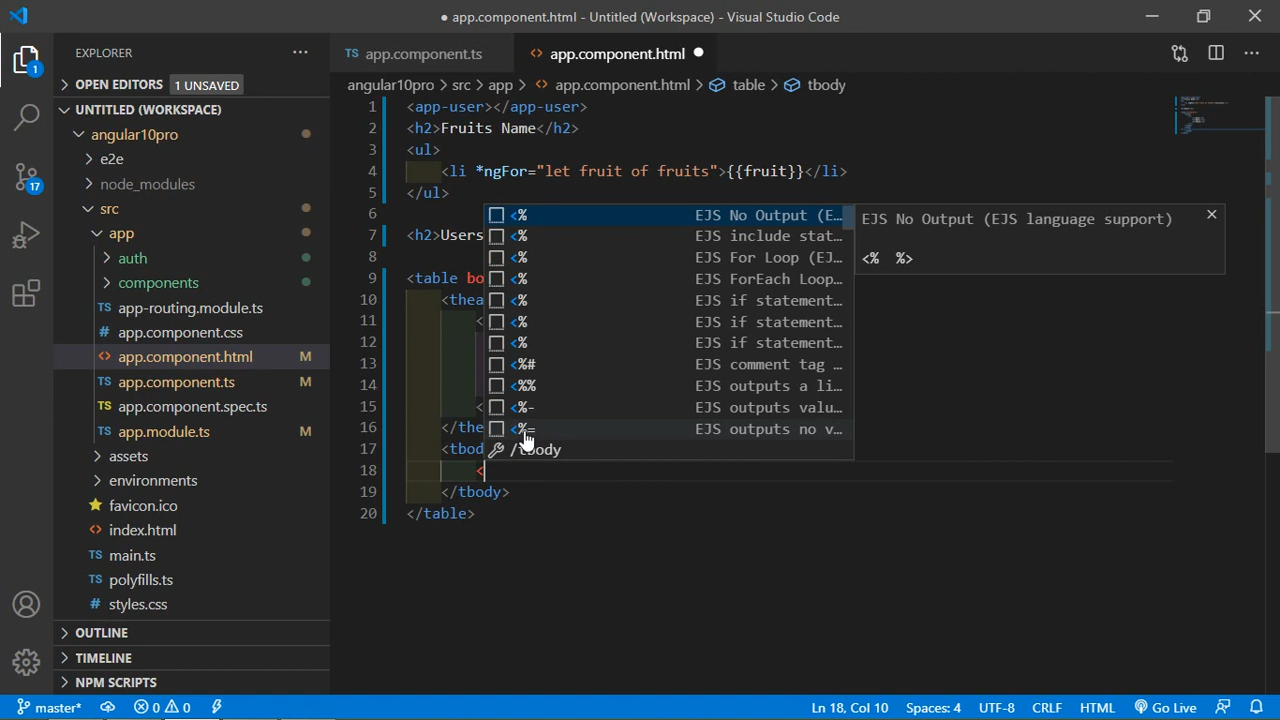 ● app.component.html - Untitled (Workspace) - Visual Studio Code
EXPLORER
OPEN EDITORS 1 UNSAVED
UNTITLED (WORKSPACE)
angular10pro
e2e
node_modules
src
app
auth
components
TS app-routing.module.ts
# app.component.css
<> app.component.html M
TS app.component.ts M
TS app.component.spec.ts
TS app.module.ts M
assets
environments
favicon.ico
<> index.html
TS main.ts
TS polyfills.ts
# styles.css
OUTLINE
TIMELINE
NPM SCRIPTS
1
17
TS app.component.ts <> app.component.html ●
angular10pro > src > app > <> app.component.html > table > tbody
1 <app-user></app-user>
2 <h2>Fruits Name</h2>
3 <ul>
4 <li *ngFor="let fruit of fruits">{{fruit}}</li>
5 </ul>
6
7 <h2>Users
8
9 <table bo
10 <thea
11 <
12
13
14
15 <
16 </the
17 <tbod
18 <
19 </tbody>
20 </table>
<% EJS No Output (E…
<% EJS include stat…
<% EJS For Loop (EJ…
<% EJS ForEach Loop…
<% EJS if statement…
<% EJS if statement…
<% EJS if statement…
<%# EJS comment tag …
<%% EJS outputs a li…
<%- EJS outputs valu…
<%= EJS outputs no v…
/tbody
EJS No Output (EJS language support)
<% %>
master* 0 0 Ln 18, Col 10 Spaces: 4 UTF-8 CRLF HTML Go Live